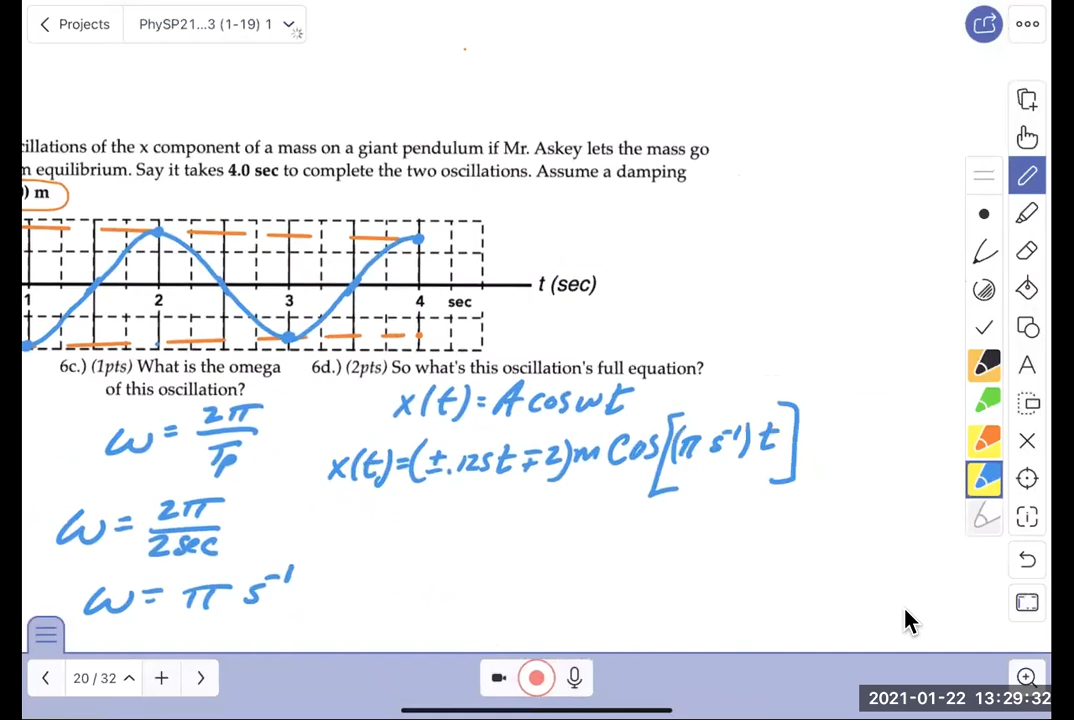 Projects
PhySP21...3 (1-19) 1
cillations of the x component of a mass on a giant pendulum if Mr. Askey lets the mass go
m equilibrium. Say it takes 4.0 sec to complete the two oscillations. Assume a damping
) m
t (sec)
1 2 3 4 sec
6c.) (1pts) What is the omega
of this oscillation?
6d.) (2pts) So what's this oscillation's full equation?
x(t)= A cos ωt
ω = 2π/Tp
x(t)=(±.125t ∓2)m Cos[(π s⁻¹) t]
ω = 2π/2sec
ω = π s⁻¹
20 / 32
2021-01-22 13:29:32